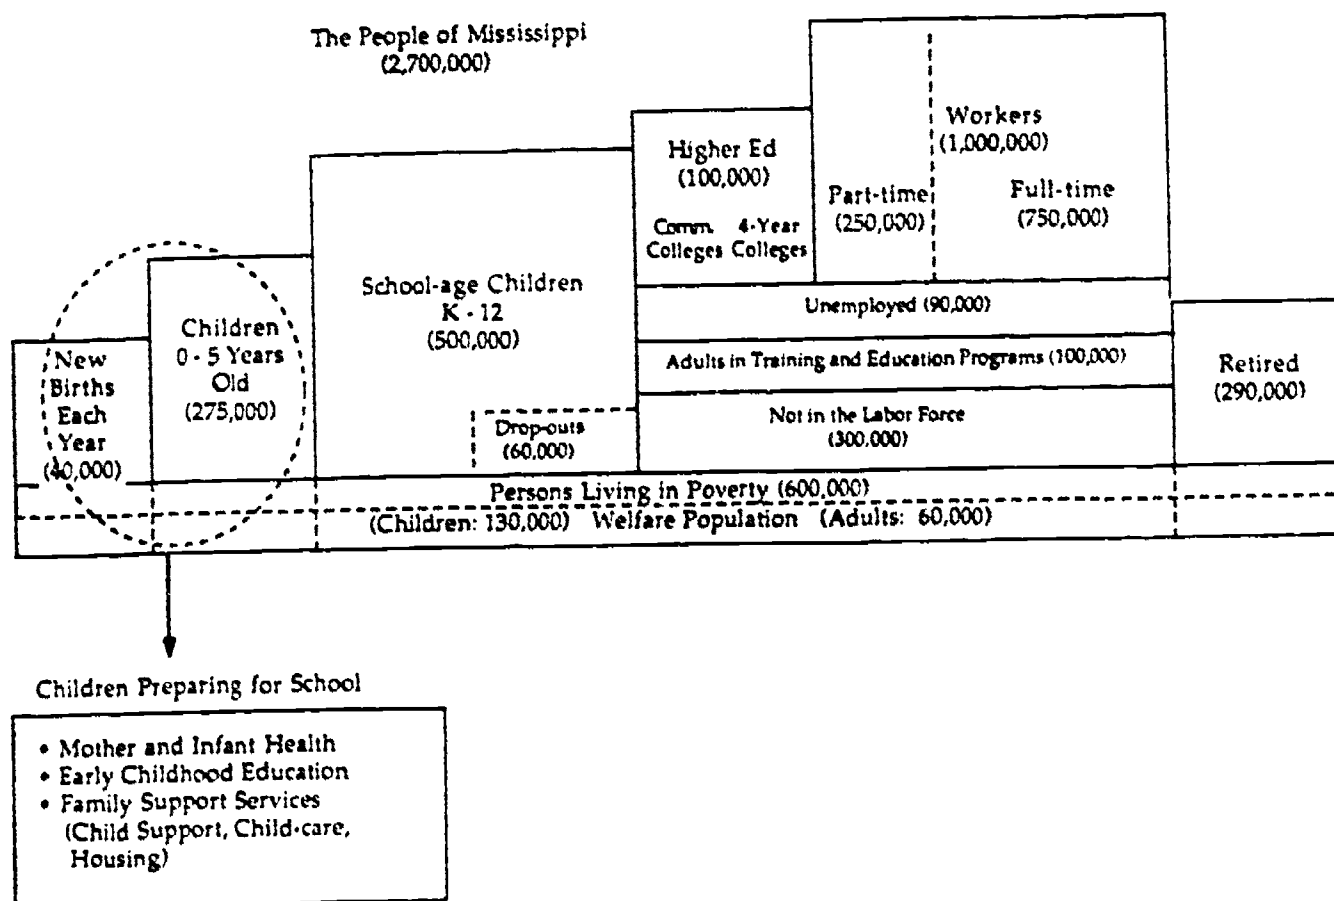 The People of Mississippi
(2,700,000)
New
Births
Each
Year
(40,000)
Children
0 - 5 Years
Old
(275,000)
School-age Children
K - 12
(500,000)
Drop-outs
(60,000)
Higher Ed
(100,000)
Comm. 4-Year
Colleges Colleges
Workers
(1,000,000)
Part-time
(250,000)
Full-time
(750,000)
Unemployed (90,000)
Adults in Training and Education Programs (100,000)
Not in the Labor Force
(300,000)
Retired
(290,000)
Persons Living in Poverty (600,000)
(Children: 130,000) Welfare Population (Adults: 60,000)
Children Preparing for School
• Mother and Infant Health
• Early Childhood Education
• Family Support Services
(Child Support, Child-care,
Housing)